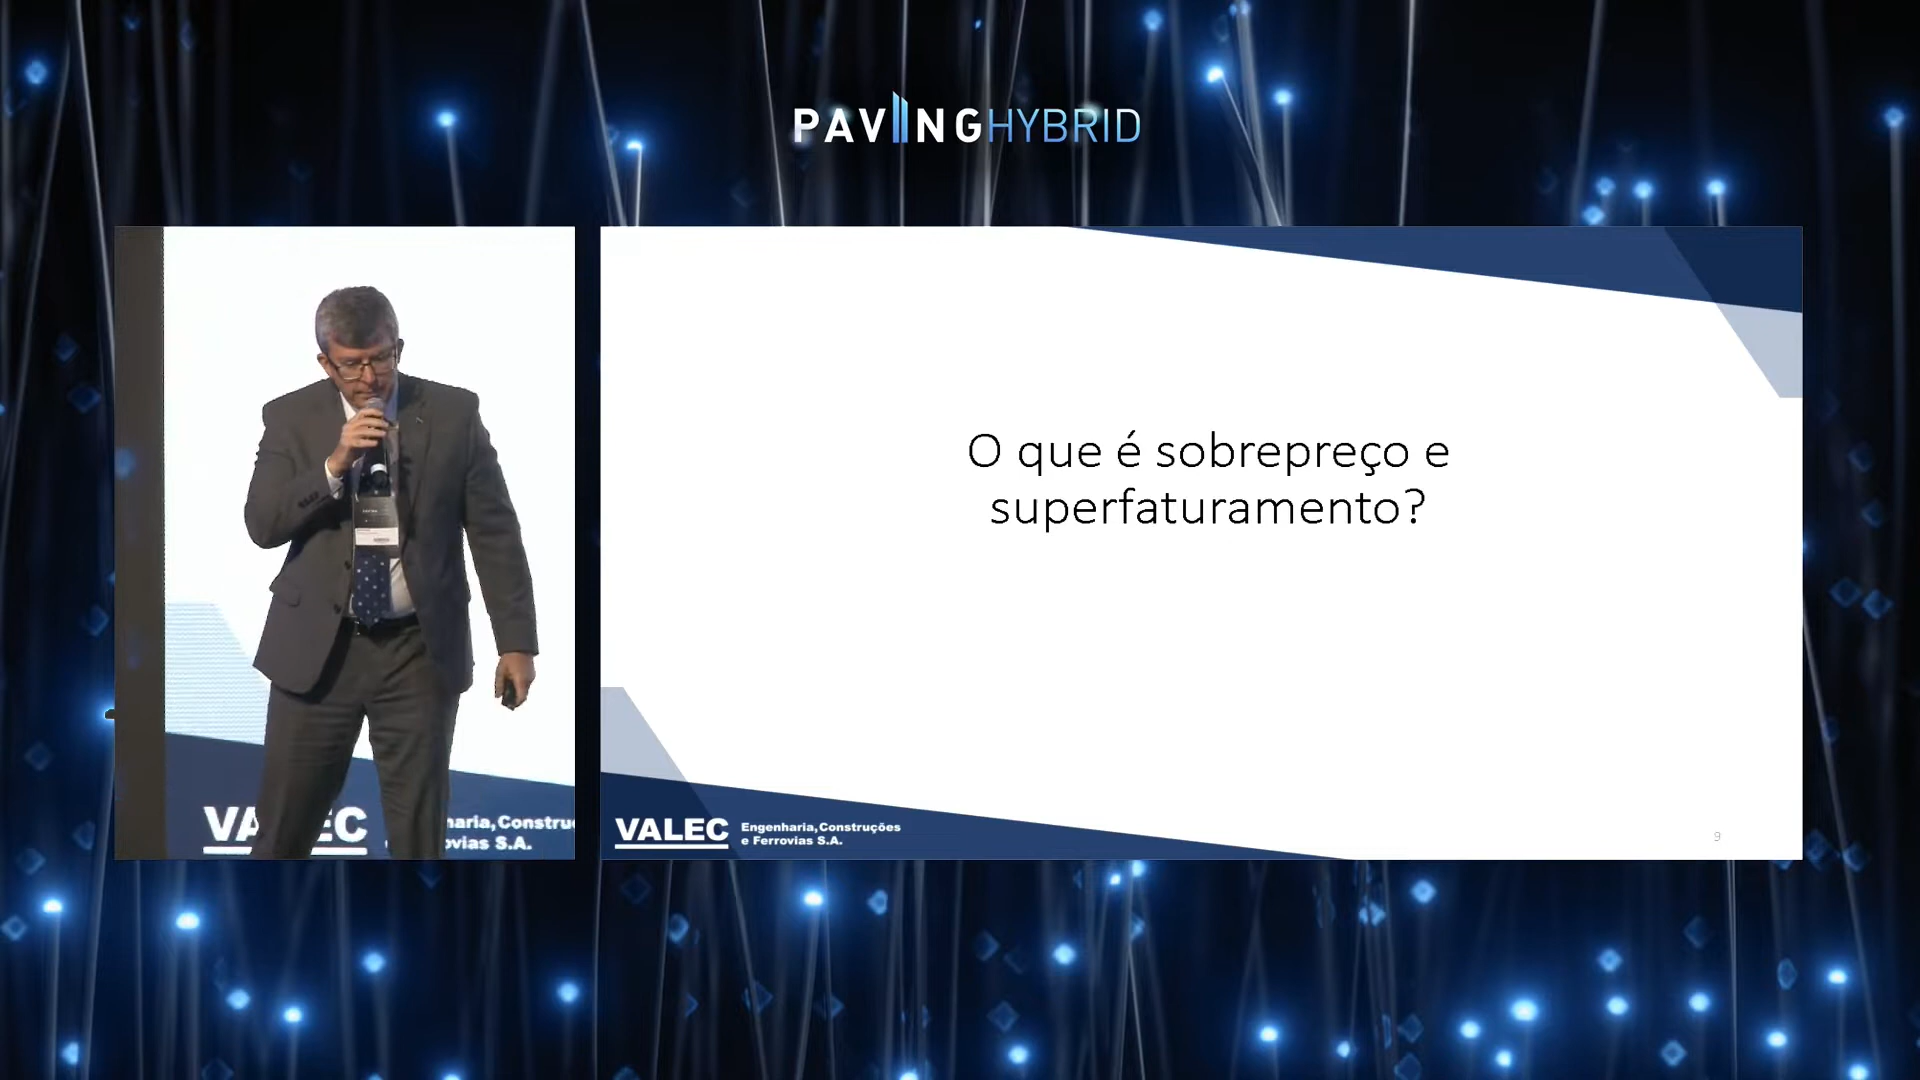 PAVINGHYBRID
O que é sobrepreço e
superfaturamento?
VALEC
Engenharia, Construções
e Ferrovias S.A.
9